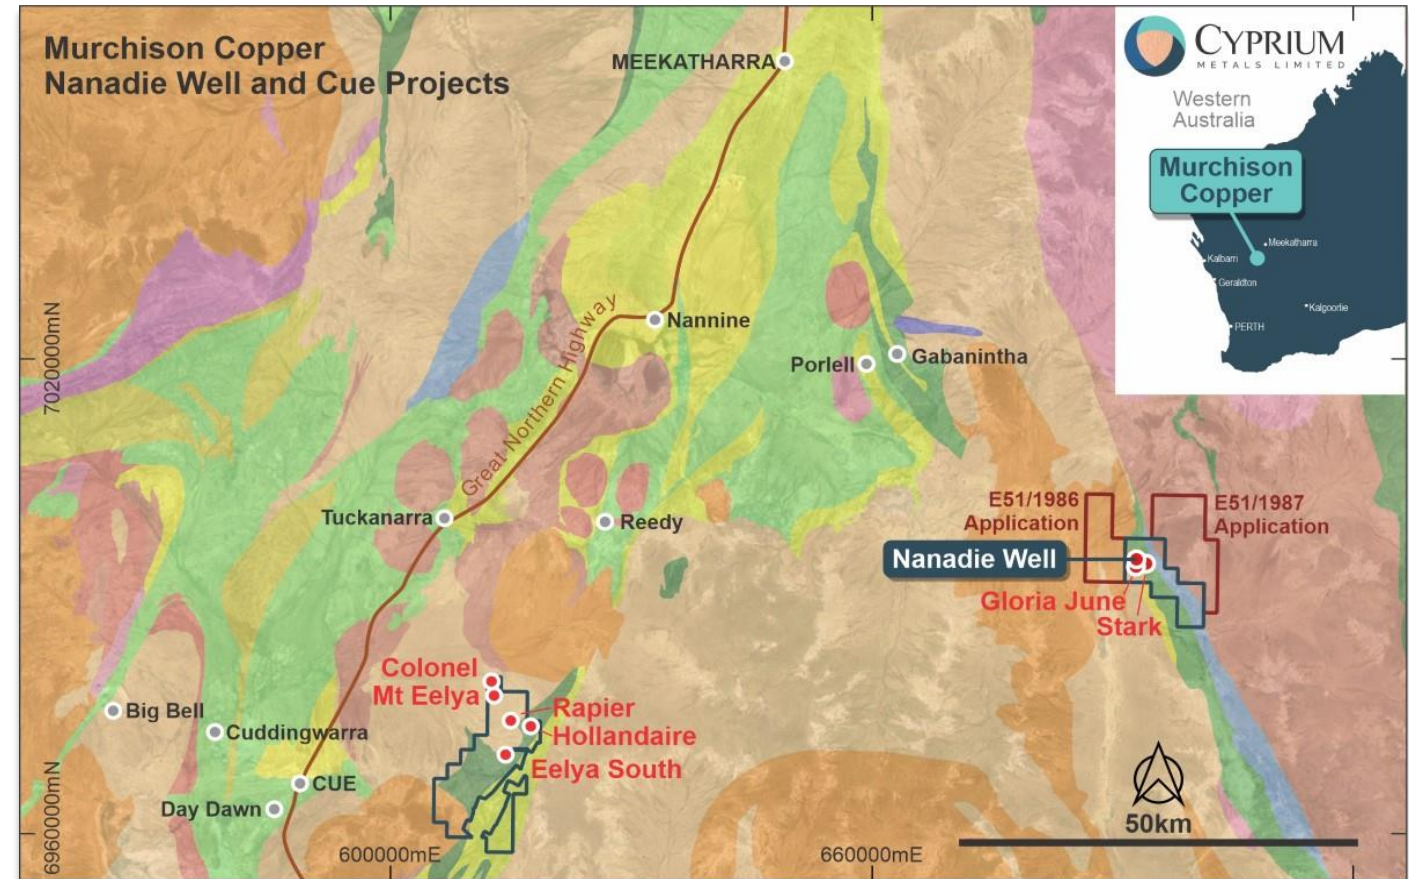 Murchison Copper
Nanadie Well and Cue Projects
MEEKATHARRA
CYPRIUM
METALS LIMITED
Western
Australia
Murchison
Copper
Meekatharra
Kalbarri
Geraldton
Kalgoorlie
PERTH
7020000mN
Great Northern Highway
Nannine
Porlell
Gabanintha
Tuckanarra
Reedy
E51/1986
Application
E51/1987
Application
Nanadie Well
Gloria June
Stark
Colonel
Mt Eelya
Rapier
Hollandaire
Eelya South
Big Bell
Cuddingwarra
CUE
Day Dawn
6960000mN
600000mE
660000mE
50km